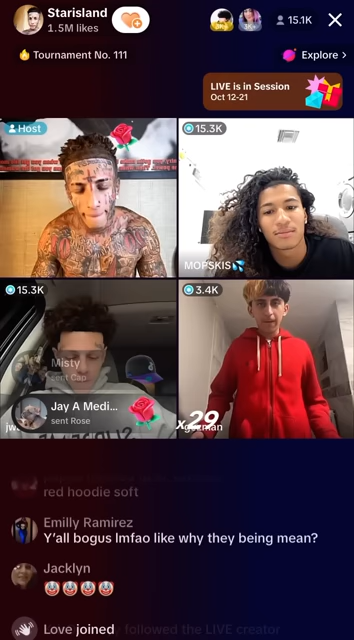 Starisland
1.5M likes
15.1K
Tournament No. 111
Explore >
LIVE is in Session
Oct 12-21
Host
15.3K
MOPSKIS💦
15.3K
3.4K
Misty
sent Cap
Jay A Medi...
sent Rose
x29
guzman
red hoodie soft
Emilly Ramirez
Y'all bogus lmfao like why they being mean?
Jacklyn
🤡🤡🤡🤡
Love joined
followed the LIVE creator